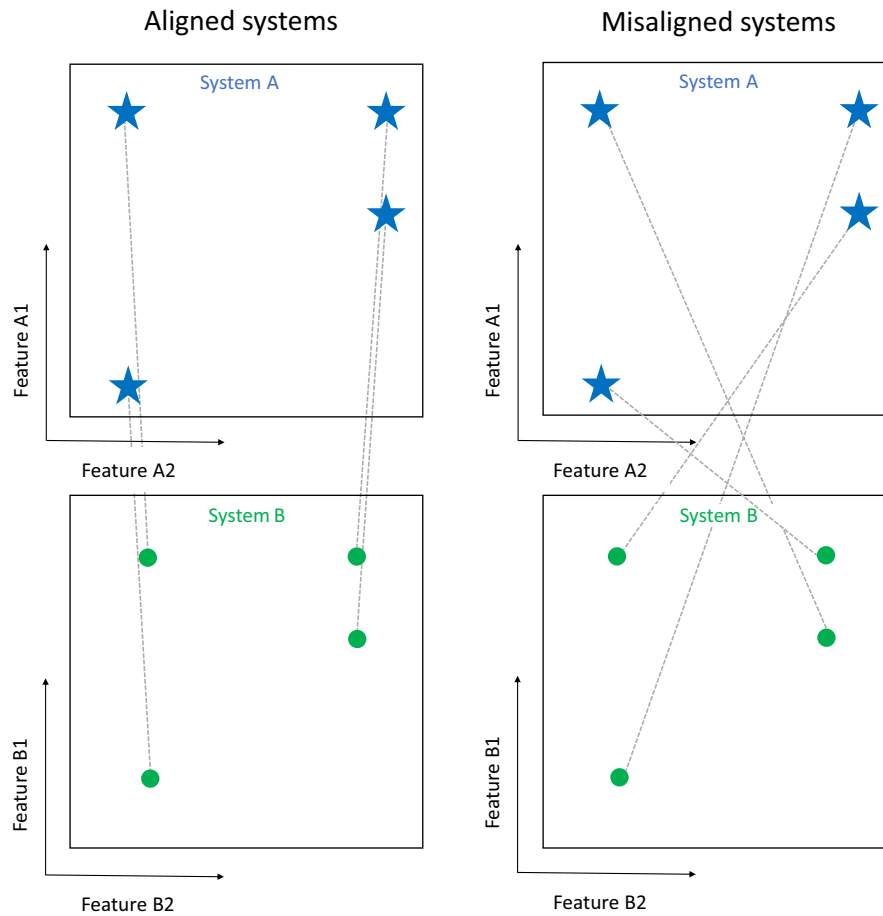 Aligned systems
Misaligned systems
System A
System A
Feature A1
Feature A1
Feature A2
Feature A2
System B
System B
Feature B1
Feature B1
Feature B2
Feature B2